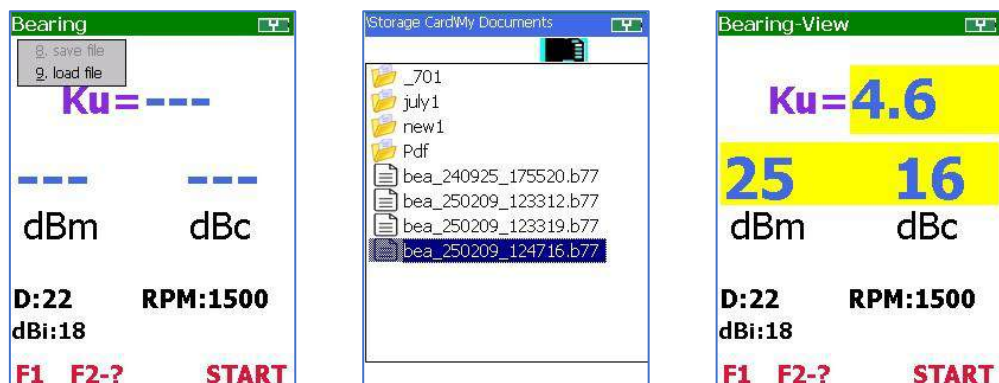 Bearing
8. save file
9. load file
Ku=---
--- ---
dBm dBc
D:22 RPM:1500
dBi:18
F1 F2-? START
\Storage Card\My Documents
_701
july1
new1
Pdf
bea_240925_175520.b77
bea_250209_123312.b77
bea_250209_123319.b77
bea_250209_124716.b77
Bearing-View
Ku=4.6
25 16
dBm dBc
D:22 RPM:1500
dBi:18
F1 F2-? START